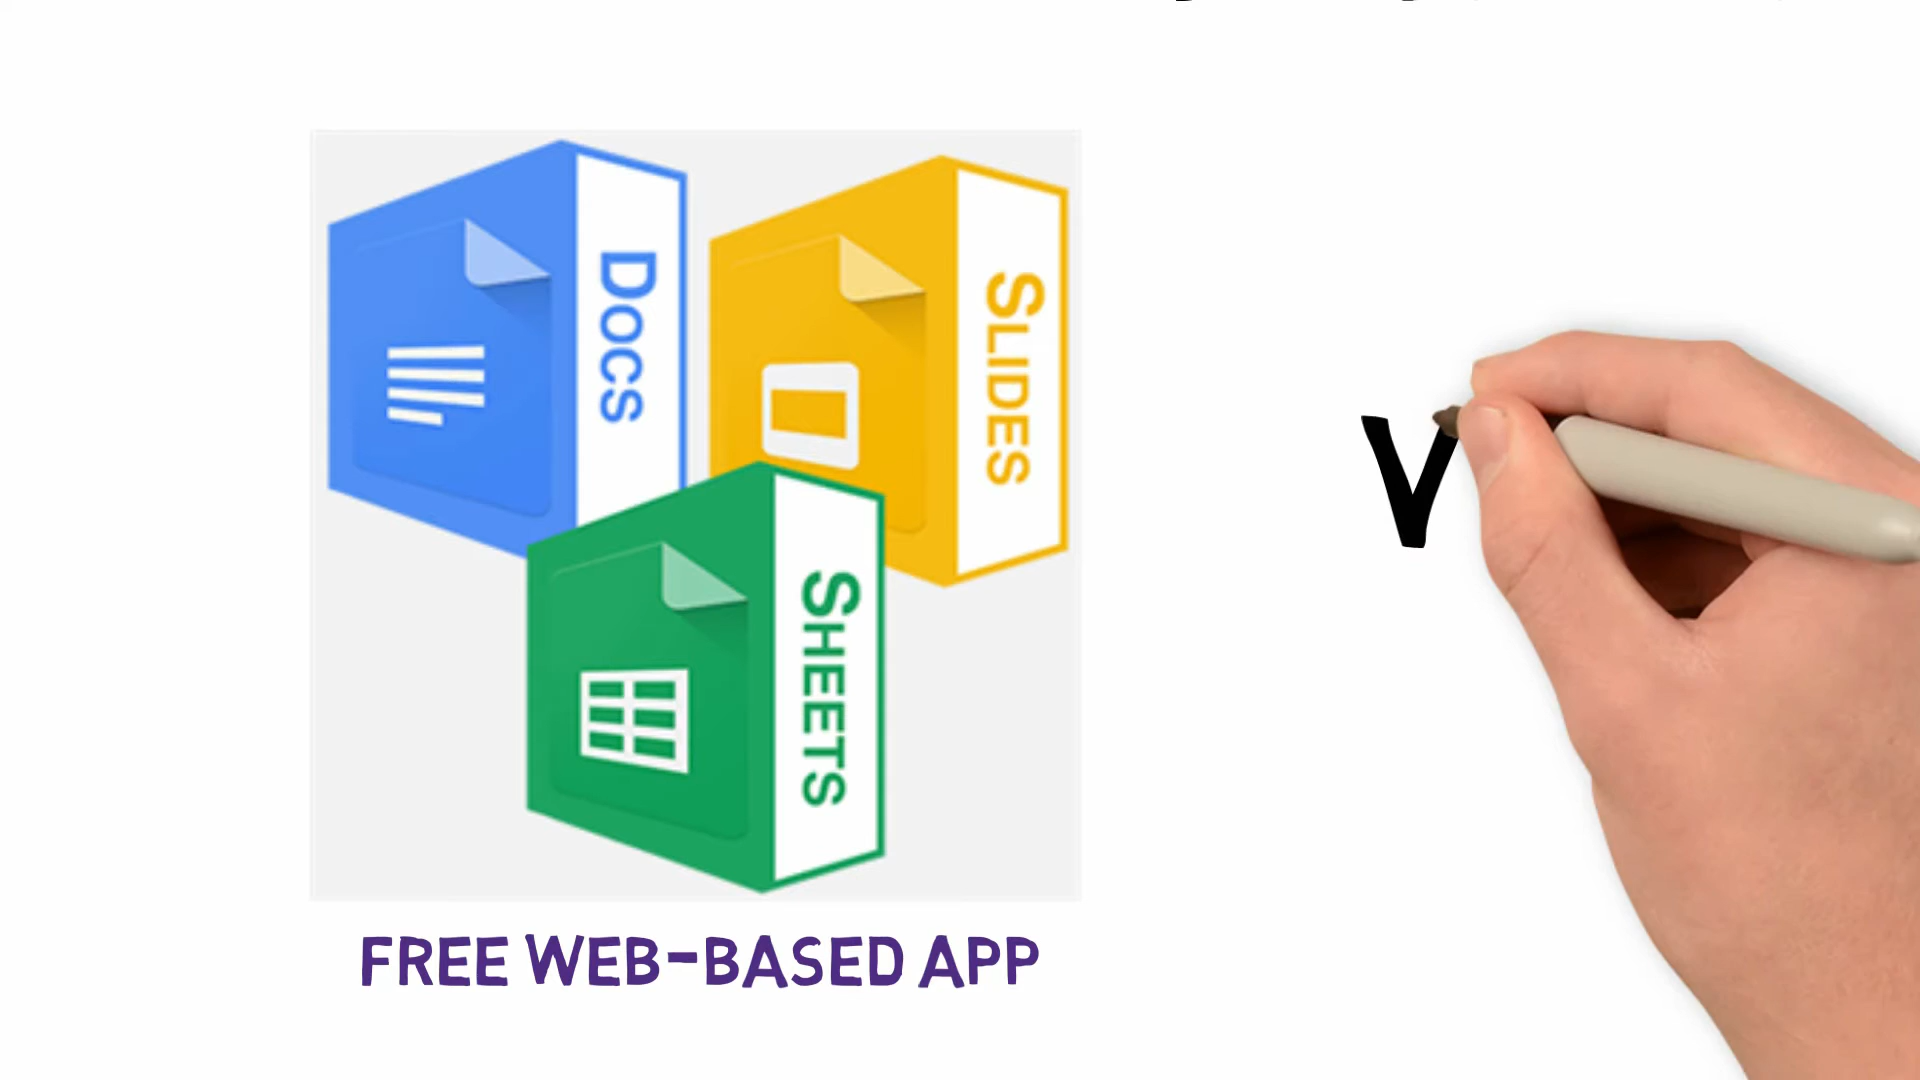 DOCS
SLIDES
SHEETS
FREE WEB-BASED APP
V